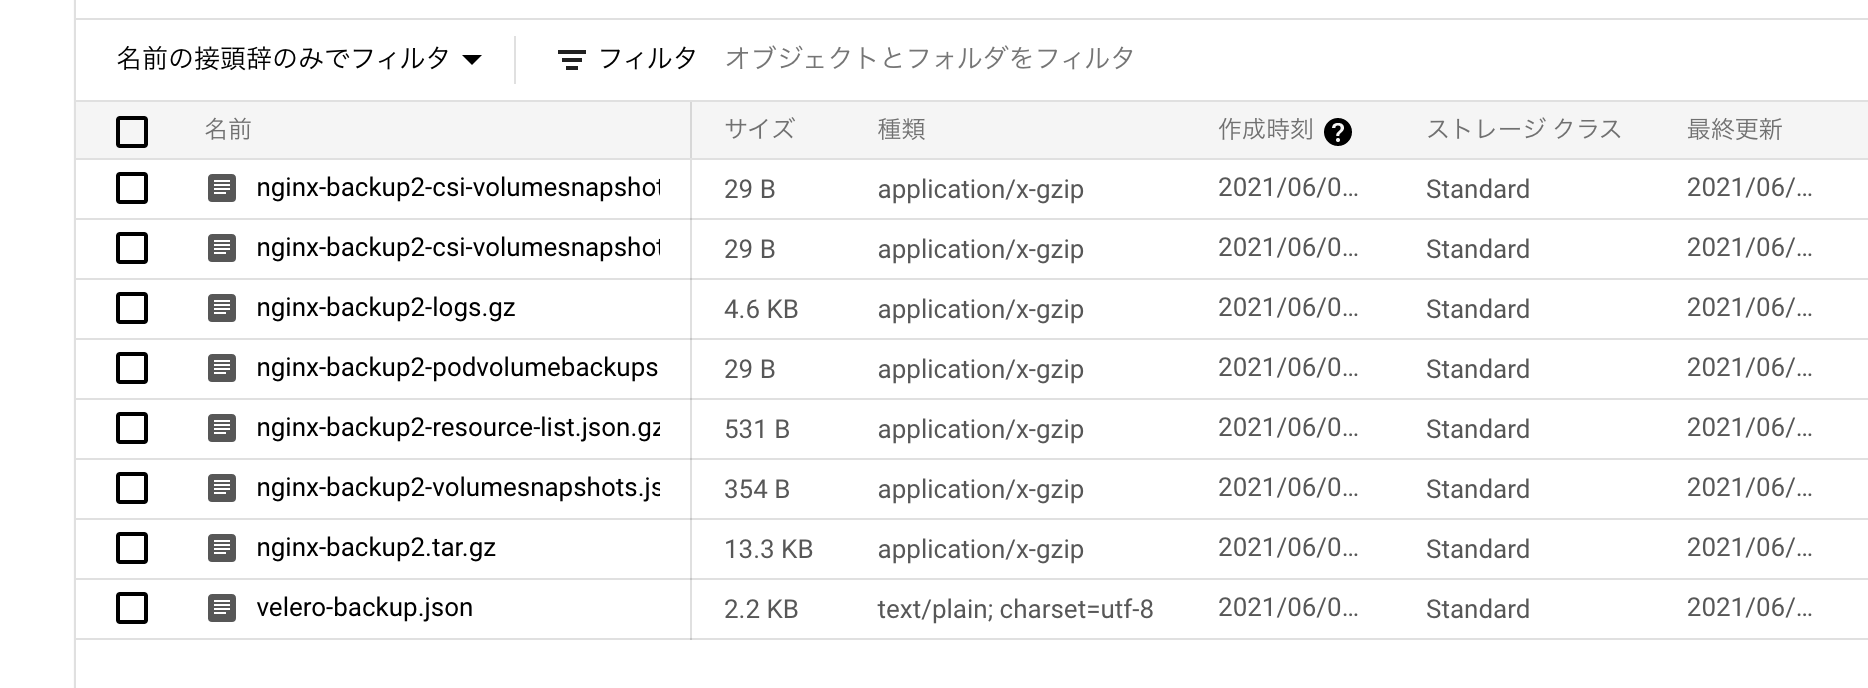 名前の接頭辞のみでフィルタ フィルタ オブジェクトとフォルダをフィルタ
名前 サイズ 種類 作成時刻 ? ストレージ クラス 最終更新
nginx-backup2-csi-volumesnapshot 29 B application/x-gzip 2021/06/0... Standard 2021/06/...
nginx-backup2-csi-volumesnapshot 29 B application/x-gzip 2021/06/0... Standard 2021/06/...
nginx-backup2-logs.gz 4.6 KB application/x-gzip 2021/06/0... Standard 2021/06/...
nginx-backup2-podvolumebackups 29 B application/x-gzip 2021/06/0... Standard 2021/06/...
nginx-backup2-resource-list.json.gz 531 B application/x-gzip 2021/06/0... Standard 2021/06/...
nginx-backup2-volumesnapshots.js 354 B application/x-gzip 2021/06/0... Standard 2021/06/...
nginx-backup2.tar.gz 13.3 KB application/x-gzip 2021/06/0... Standard 2021/06/...
velero-backup.json 2.2 KB text/plain; charset=utf-8 2021/06/0... Standard 2021/06/...